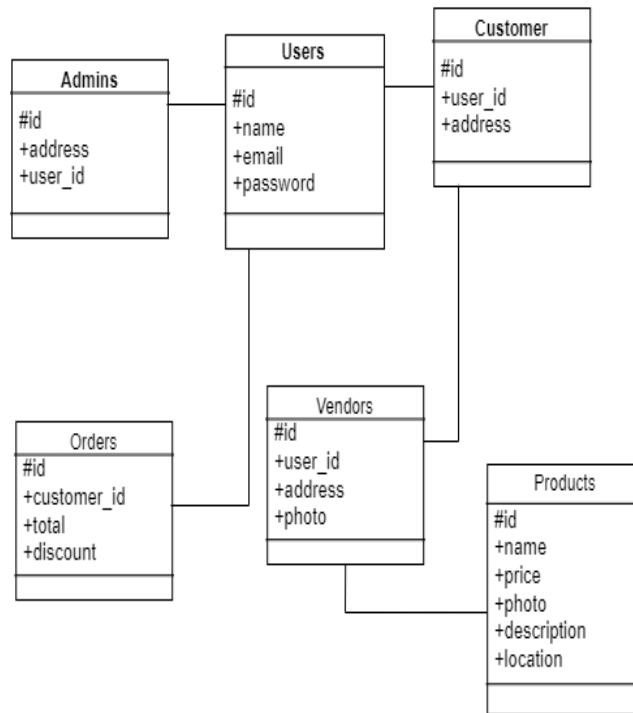 Admins
#id
+address
+user_id
Users
#id
+name
+email
+password
Customer
#id
+user_id
+address
Orders
#id
+customer_id
+total
+discount
Vendors
#id
+user_id
+address
+photo
Products
#id
+name
+price
+photo
+description
+location